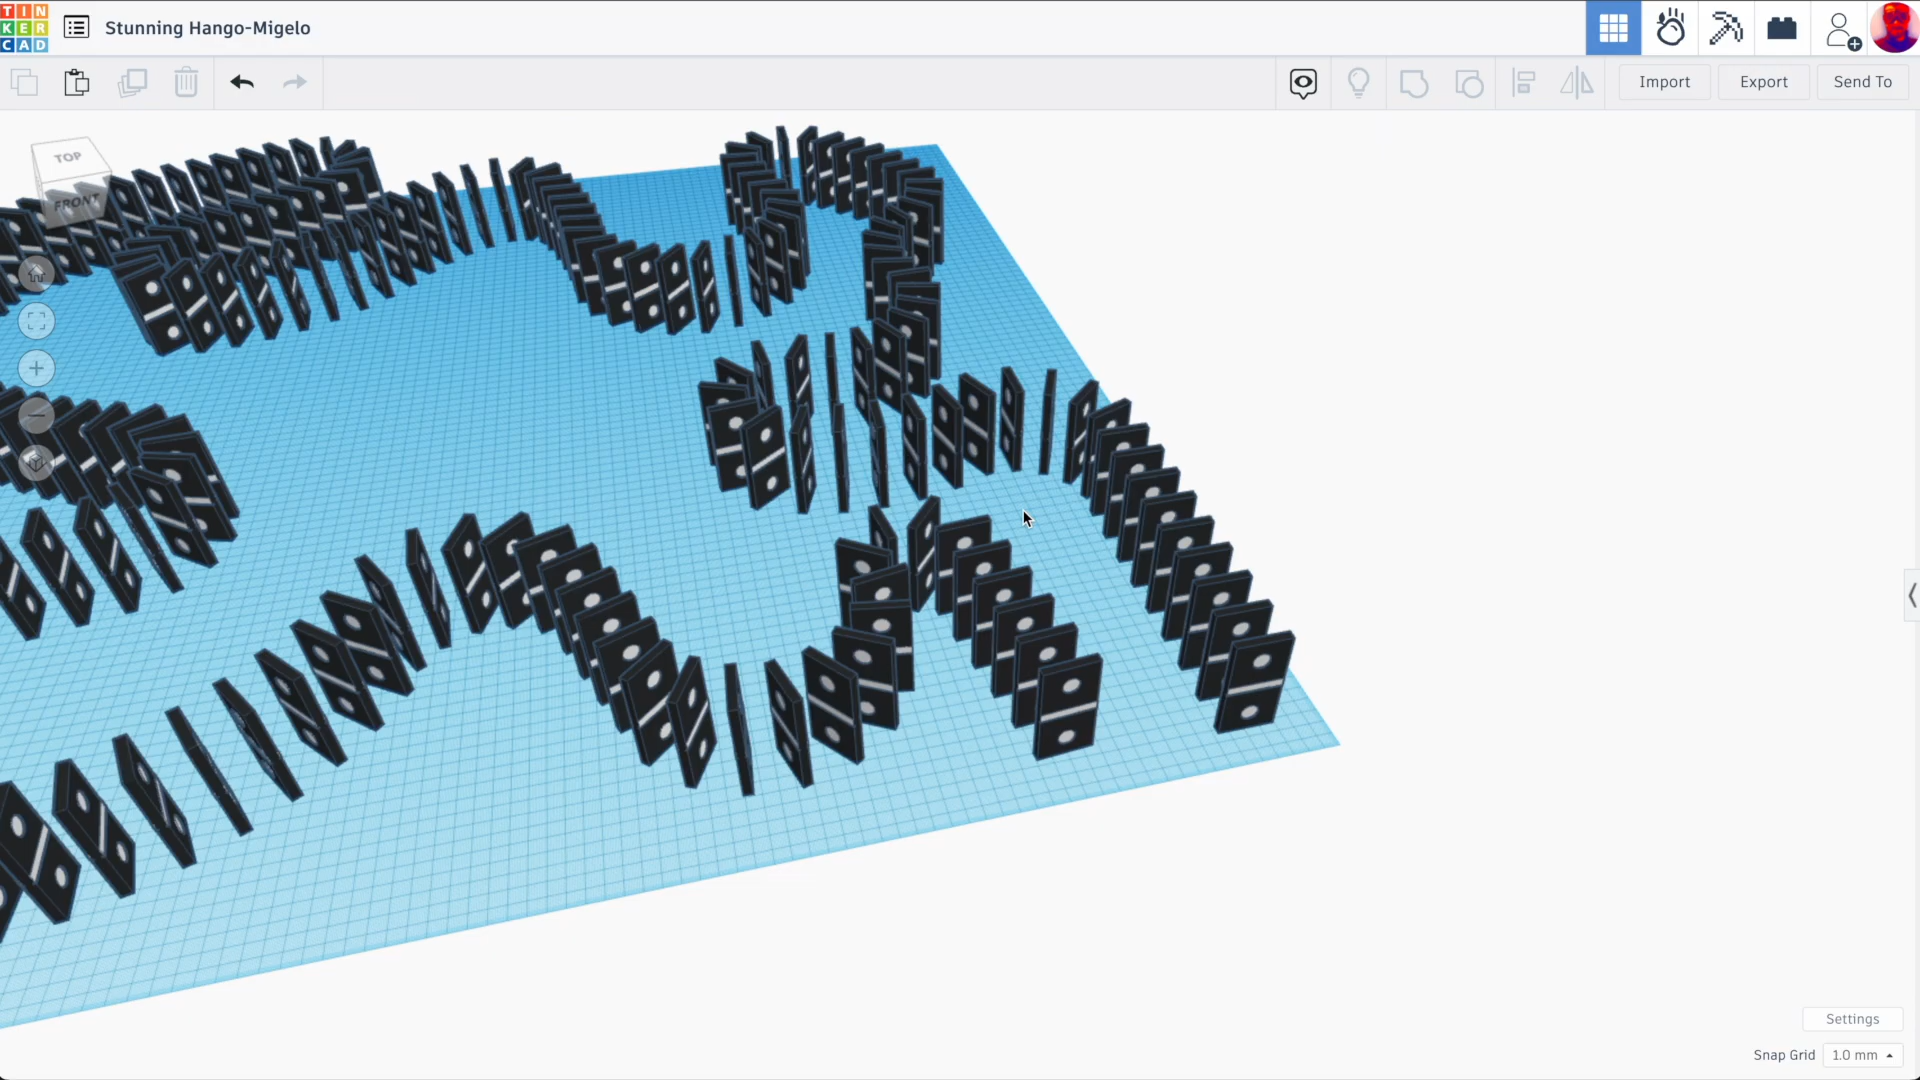 TIN
KER
CAD
Stunning Hango-Migelo
Import
Export
Send To
TOP
FRONT
Settings
Snap Grid
1.0 mm